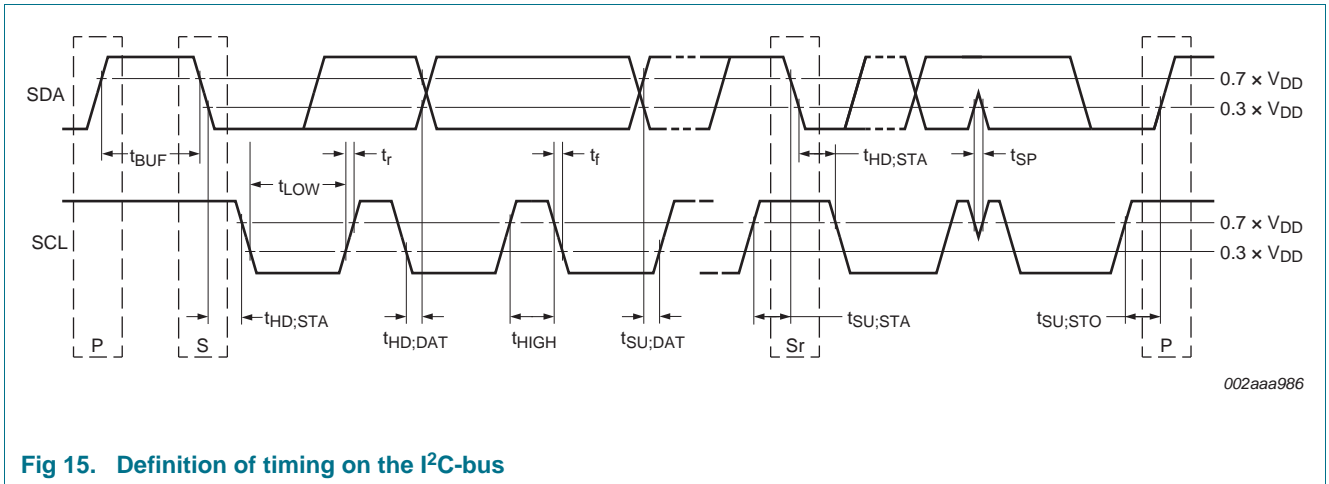 SDA
0.7 × VDD
0.3 × VDD
tBUF
tr
tf
tHD;STA
tSP
tLOW
SCL
0.7 × VDD
0.3 × VDD
tHD;STA
tHD;DAT
tHIGH
tSU;DAT
tSU;STA
tSU;STO
P
S
Sr
P
002aaa986
Fig 15. Definition of timing on the I²C-bus